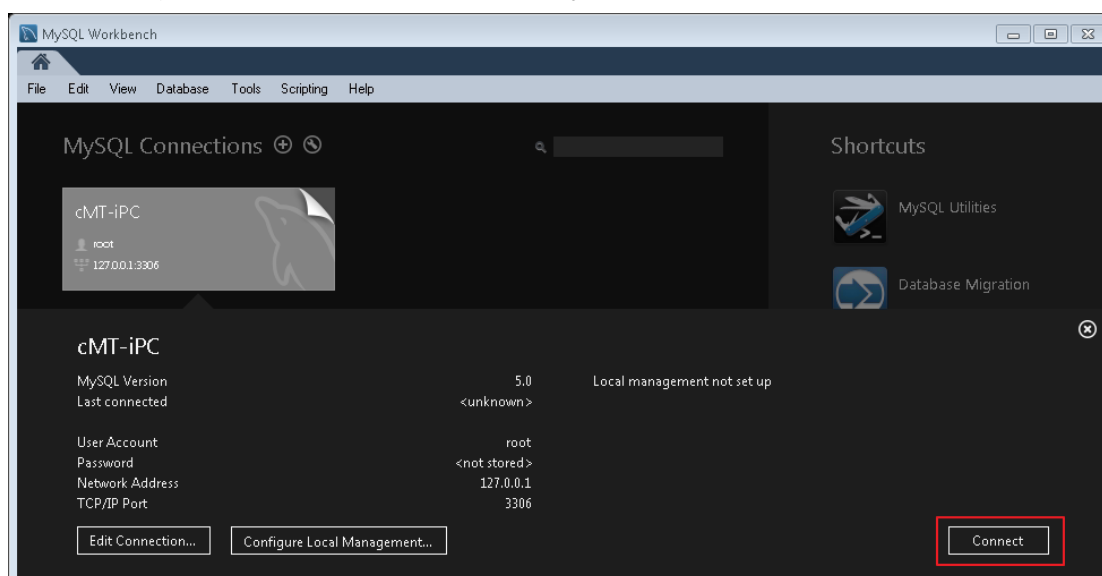 MySQL Workbench
File Edit View Database Tools Scripting Help
MySQL Connections
Shortcuts
cMT-iPC
root
127.0.0.1:3306
MySQL Utilities
Database Migration
cMT-iPC
MySQL Version 5.0 Local management not set up
Last connected <unknown>
User Account root
Password <not stored>
Network Address 127.0.0.1
TCP/IP Port 3306
Edit Connection... Configure Local Management... Connect